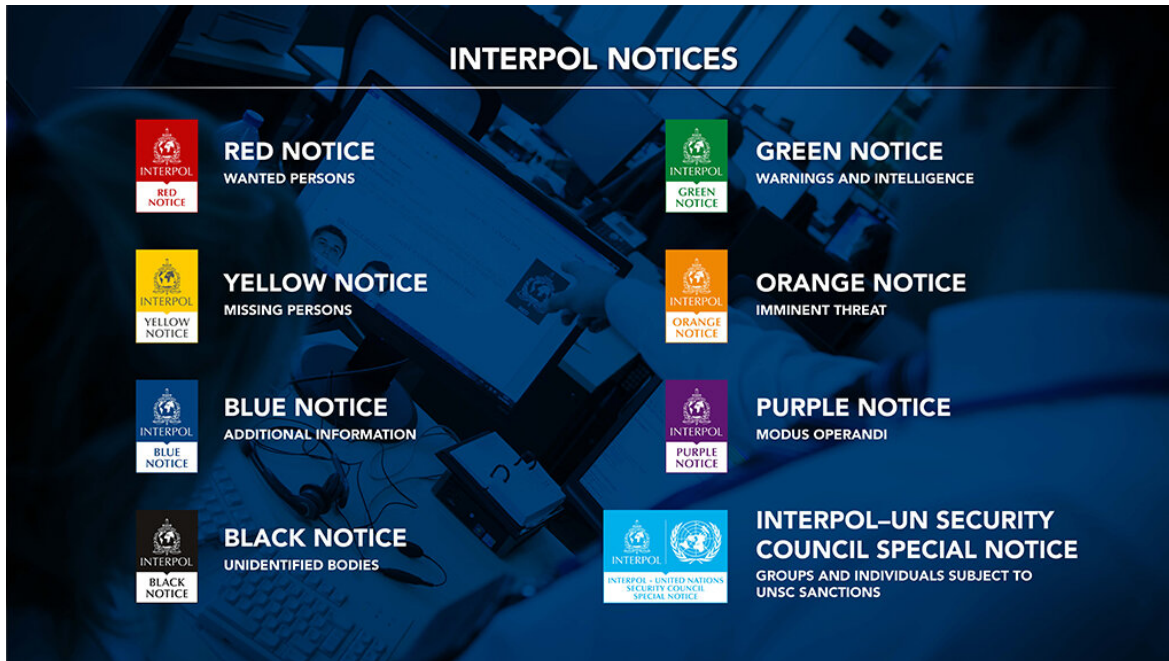 INTERPOL NOTICES
INTERPOL
RED
NOTICE
RED NOTICE
WANTED PERSONS
INTERPOL
GREEN
NOTICE
GREEN NOTICE
WARNINGS AND INTELLIGENCE
INTERPOL
YELLOW
NOTICE
YELLOW NOTICE
MISSING PERSONS
INTERPOL
ORANGE
NOTICE
ORANGE NOTICE
IMMINENT THREAT
INTERPOL
BLUE
NOTICE
BLUE NOTICE
ADDITIONAL INFORMATION
INTERPOL
PURPLE
NOTICE
PURPLE NOTICE
MODUS OPERANDI
INTERPOL
BLACK
NOTICE
BLACK NOTICE
UNIDENTIFIED BODIES
INTERPOL
INTERPOL - UNITED NATIONS
SECURITY COUNCIL
SPECIAL NOTICE
INTERPOL–UN SECURITY
COUNCIL SPECIAL NOTICE
GROUPS AND INDIVIDUALS SUBJECT TO
UNSC SANCTIONS